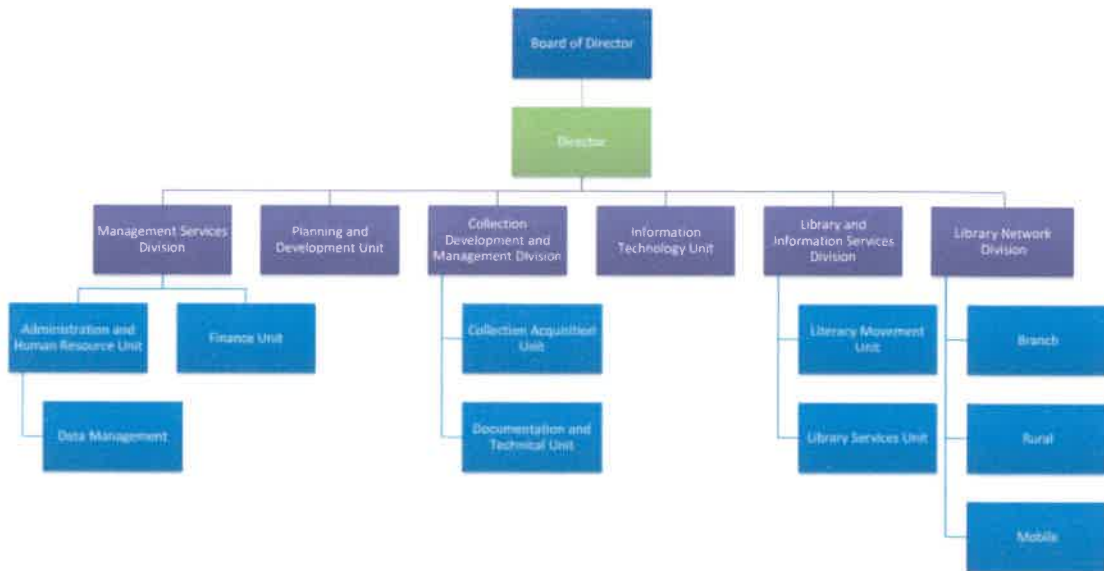 Board of Director
Director
Management Services
Division
Planning and
Development Unit
Collection
Development and
Management Division
Information
Technology Unit
Library and
Information Services
Division
Library Network
Division
Administration and
Human Resource Unit
Finance Unit
Collection Acquisition
Unit
Literacy Movement
Unit
Branch
Data Management
Documentation and
Technical Unit
Library Services Unit
Rural
Mobile